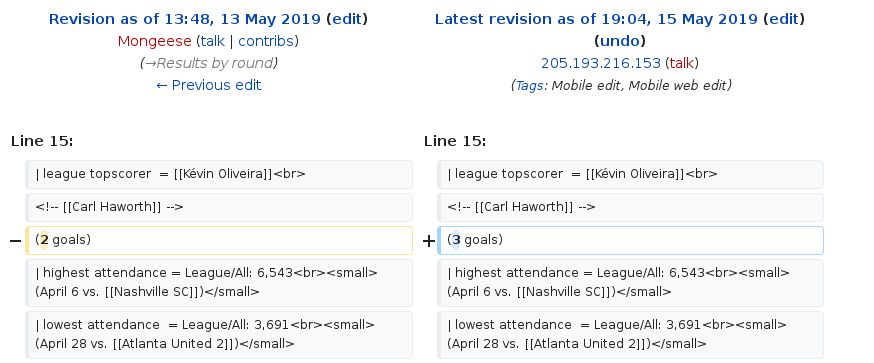 Revision as of 13:48, 13 May 2019 (edit)
Mongeese (talk | contribs)
(→Results by round)
← Previous edit
Latest revision as of 19:04, 15 May 2019 (edit)
(undo)
205.193.216.153 (talk)
(Tags: Mobile edit, Mobile web edit)
Line 15:
Line 15:
| league topscorer  = [[Kévin Oliveira]]<br>
| league topscorer  = [[Kévin Oliveira]]<br>
<!-- [[Carl Haworth]] -->
<!-- [[Carl Haworth]] -->
− (2 goals)
+ (3 goals)
| highest attendance = League/All: 6,543<br><small>
(April 6 vs. [[Nashville SC]])</small>
| highest attendance = League/All: 6,543<br><small>
(April 6 vs. [[Nashville SC]])</small>
| lowest attendance  = League/All: 3,691<br><small>
(April 28 vs. [[Atlanta United 2]])</small>
| lowest attendance  = League/All: 3,691<br><small>
(April 28 vs. [[Atlanta United 2]])</small>